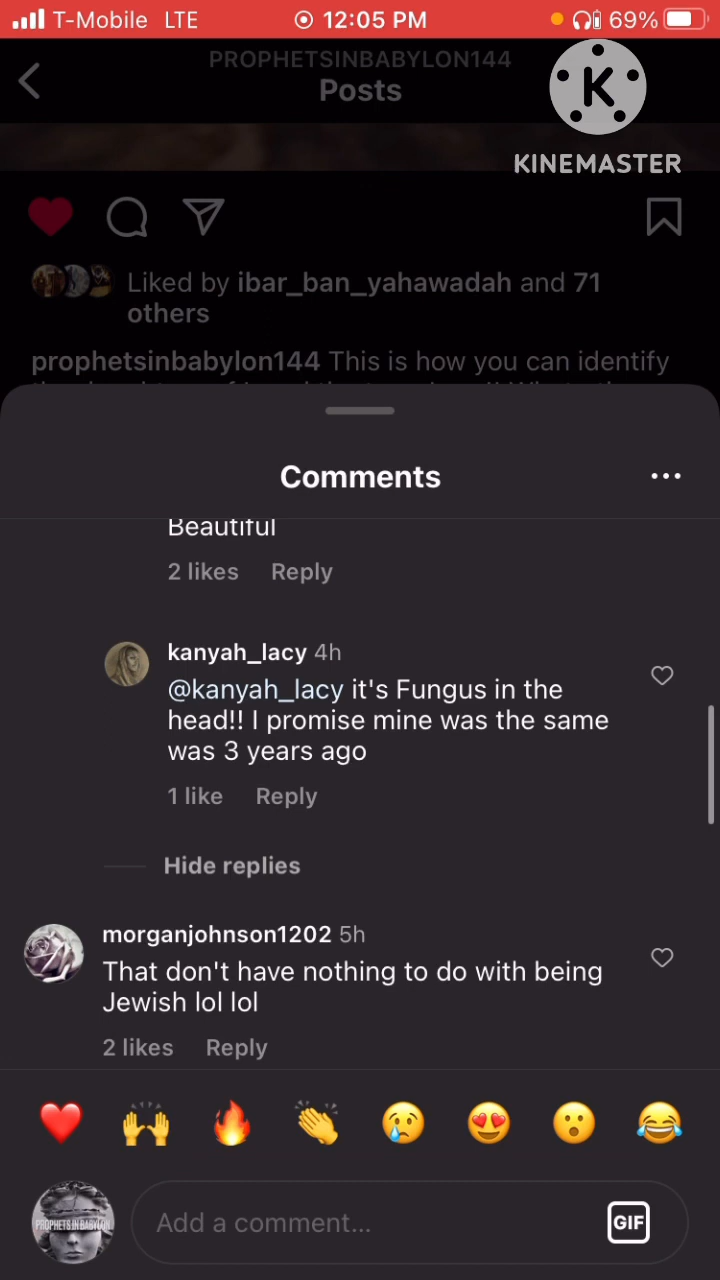 T-Mobile LTE 12:05 PM 69%
PROPHETSINBABYLON144
Posts
K
KINEMASTER
Liked by ibar_ban_yahawadah and 71
others
prophetsinbabylon144 This is how you can identify
Comments
Beautiful
2 likes Reply
kanyah_lacy 4h
@kanyah_lacy it's Fungus in the
head!! I promise mine was the same
was 3 years ago
1 like Reply
Hide replies
morganjohnson1202 5h
That don't have nothing to do with being
Jewish lol lol
2 likes Reply
PROPHETS IN BABYLON
Add a comment...
GIF